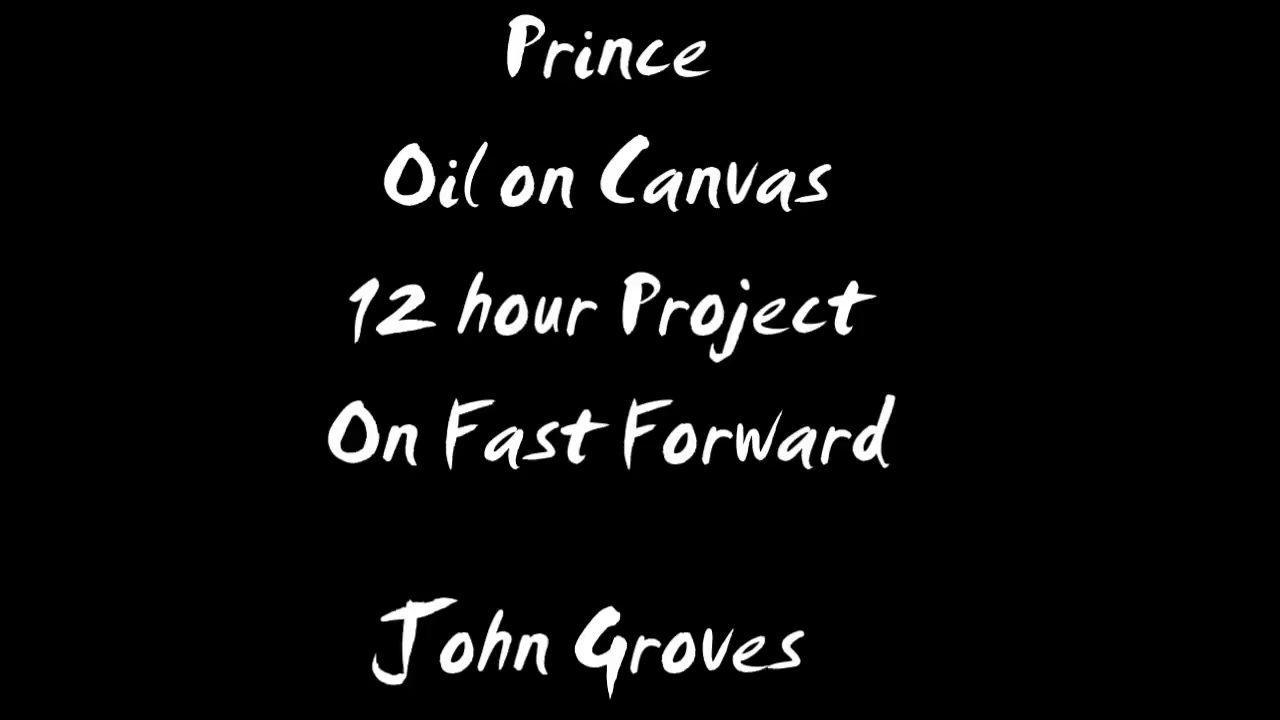 Prince
Oil on Canvas
12 hour Project
On Fast Forward
John Groves